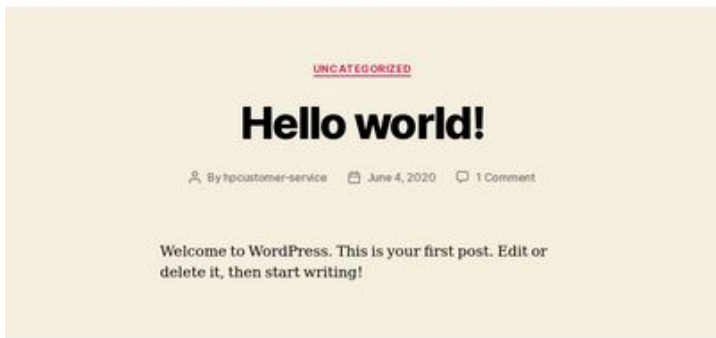 UNCATEGORIZED
Hello world!
By hpcustomer-service June 4, 2020 1 Comment
Welcome to WordPress. This is your first post. Edit or
delete it, then start writing!